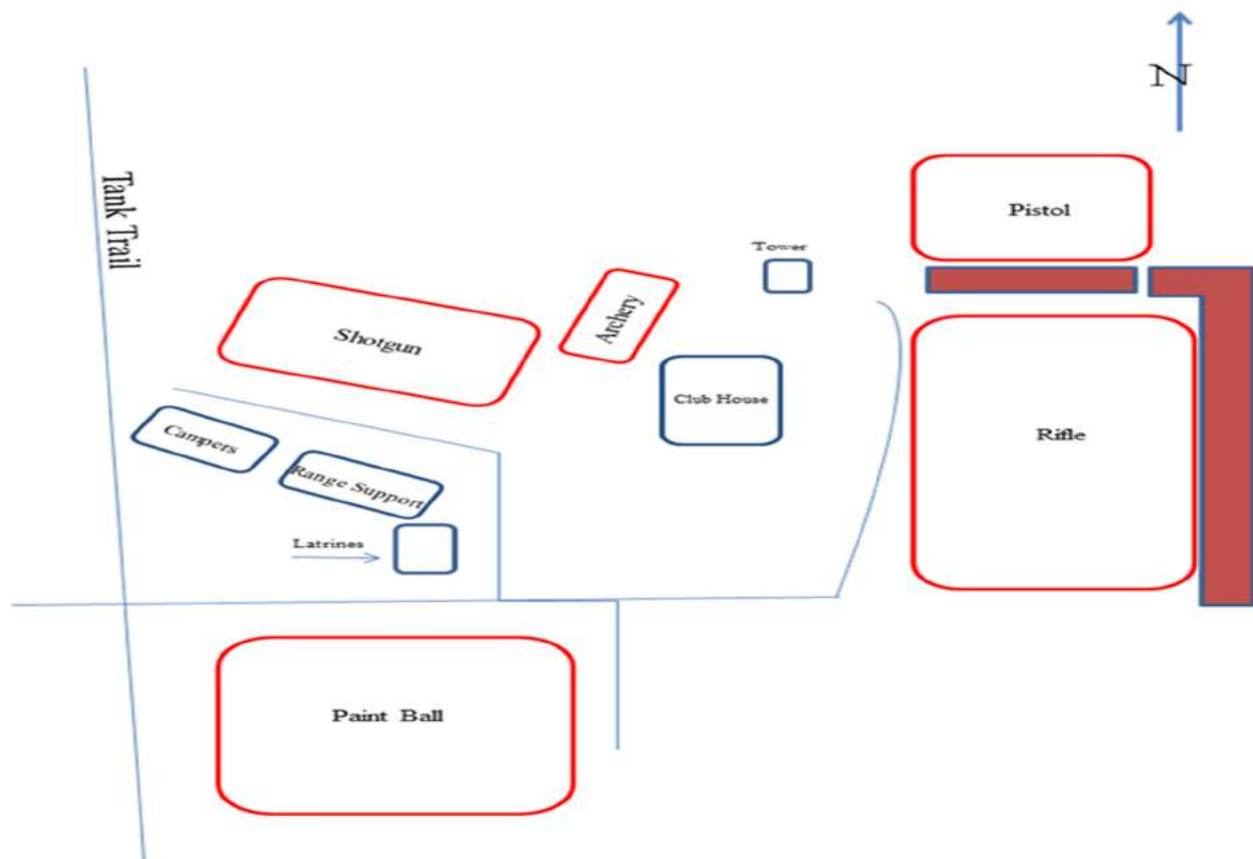 N
Tank Trail
Pistol
Tower
Archery
Shotgun
Club House
Rifle
Campers
Range Support
Latrines
Paint Ball